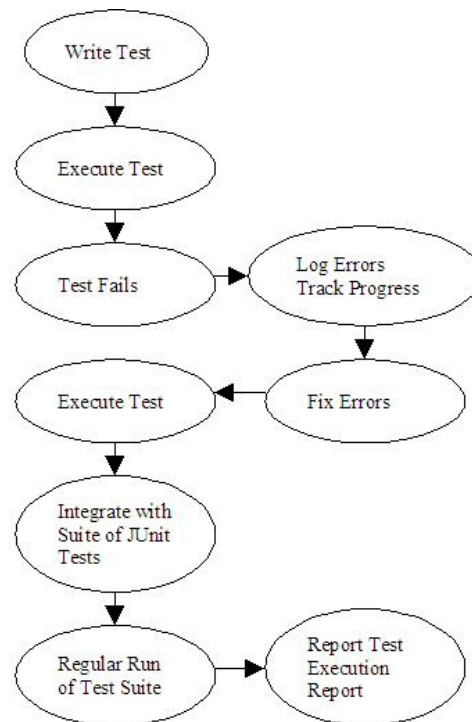 Write Test
Execute Test
Test Fails
Log Errors
Track Progress
Fix Errors
Execute Test
Integrate with
Suite of JUnit
Tests
Regular Run
of Test Suite
Report Test
Execution
Report